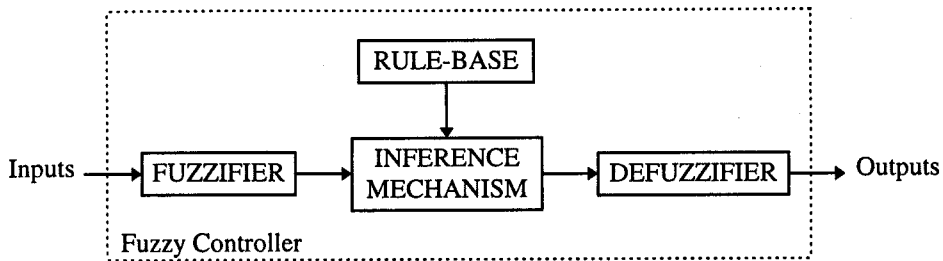 RULE-BASE
Inputs
FUZZIFIER
INFERENCE
MECHANISM
DEFUZZIFIER
Outputs
Fuzzy Controller